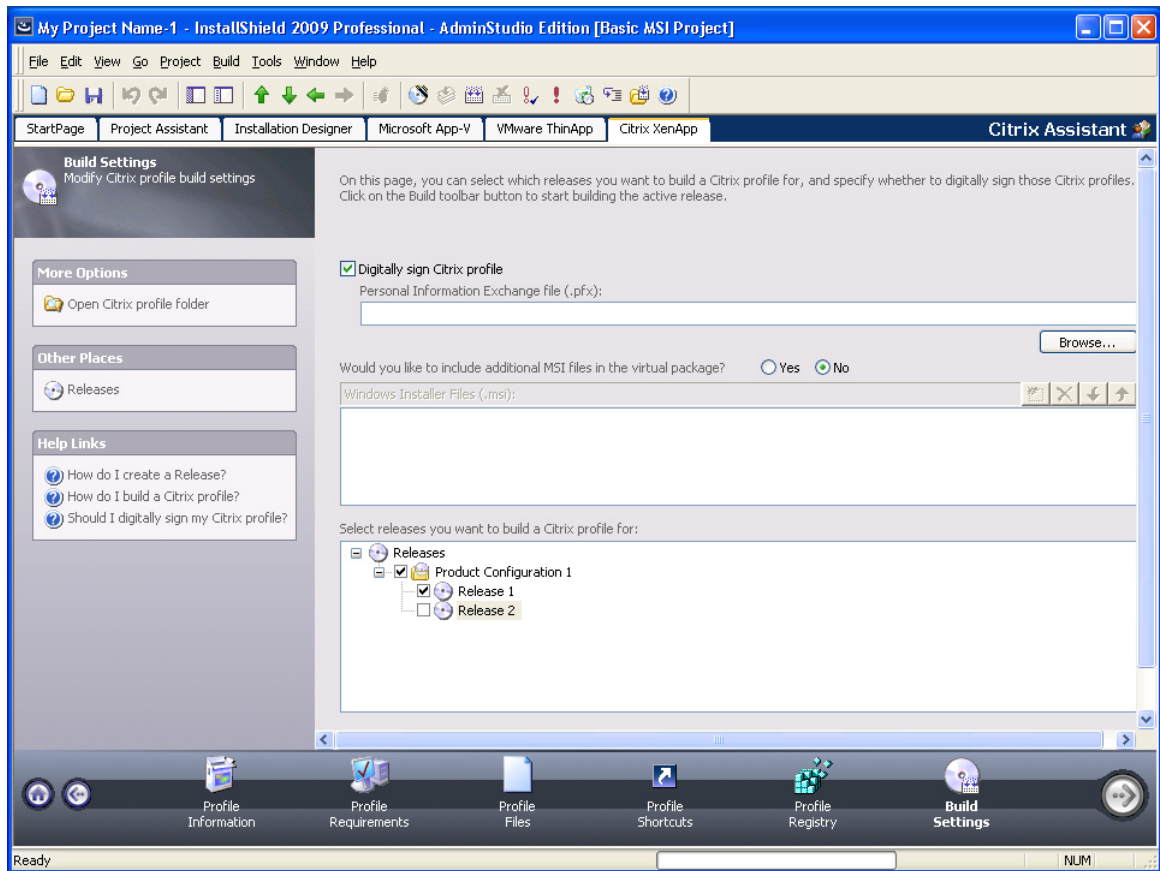 My Project Name-1 - InstallShield 2009 Professional - AdminStudio Edition [Basic MSI Project]
File Edit View Go Project Build Tools Window Help
StartPage Project Assistant Installation Designer Microsoft App-V VMware ThinApp Citrix XenApp Citrix Assistant
Build Settings
Modify Citrix profile build settings
More Options
Open Citrix profile folder
Other Places
Releases
Help Links
How do I create a Release?
How do I build a Citrix profile?
Should I digitally sign my Citrix profile?
On this page, you can select which releases you want to build a Citrix profile for, and specify whether to digitally sign those Citrix profiles.
Click on the Build toolbar button to start building the active release.
Digitally sign Citrix profile
Personal Information Exchange file (.pfx):
Browse...
Would you like to include additional MSI files in the virtual package? Yes No
Windows Installer Files (.msi):
Select releases you want to build a Citrix profile for:
Releases
Product Configuration 1
Release 1
Release 2
Profile
Information
Profile
Requirements
Profile
Files
Profile
Shortcuts
Profile
Registry
Build
Settings
Ready
NUM